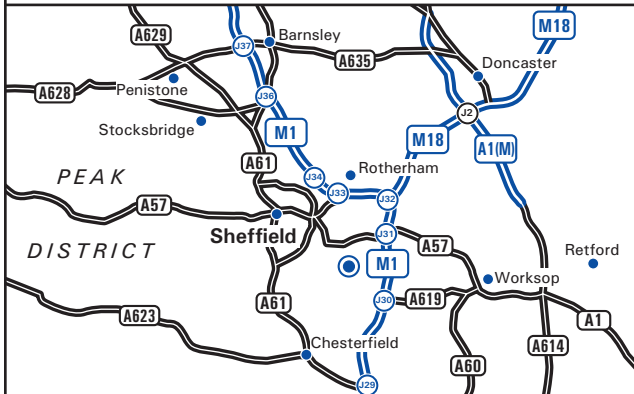 A629
Barnsley
M18
J37
A635
Doncaster
A628
Penistone
J36
J2
Stocksbridge
M1
M18
A1(M)
A61
Rotherham
PEAK
J34
J33
J32
A57
Sheffield
J31
A57
DISTRICT
Retford
M1
Worksop
J30
A619
A61
A623
A1
Chesterfield
A614
A60
J29